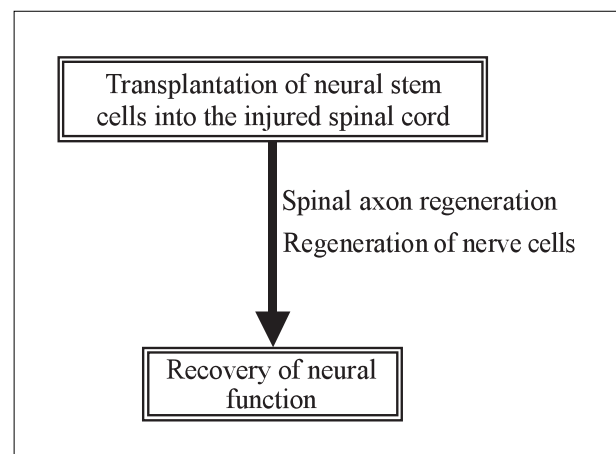 Transplantation of neural stem
cells into the injured spinal cord
Spinal axon regeneration
Regeneration of nerve cells
Recovery of neural
function